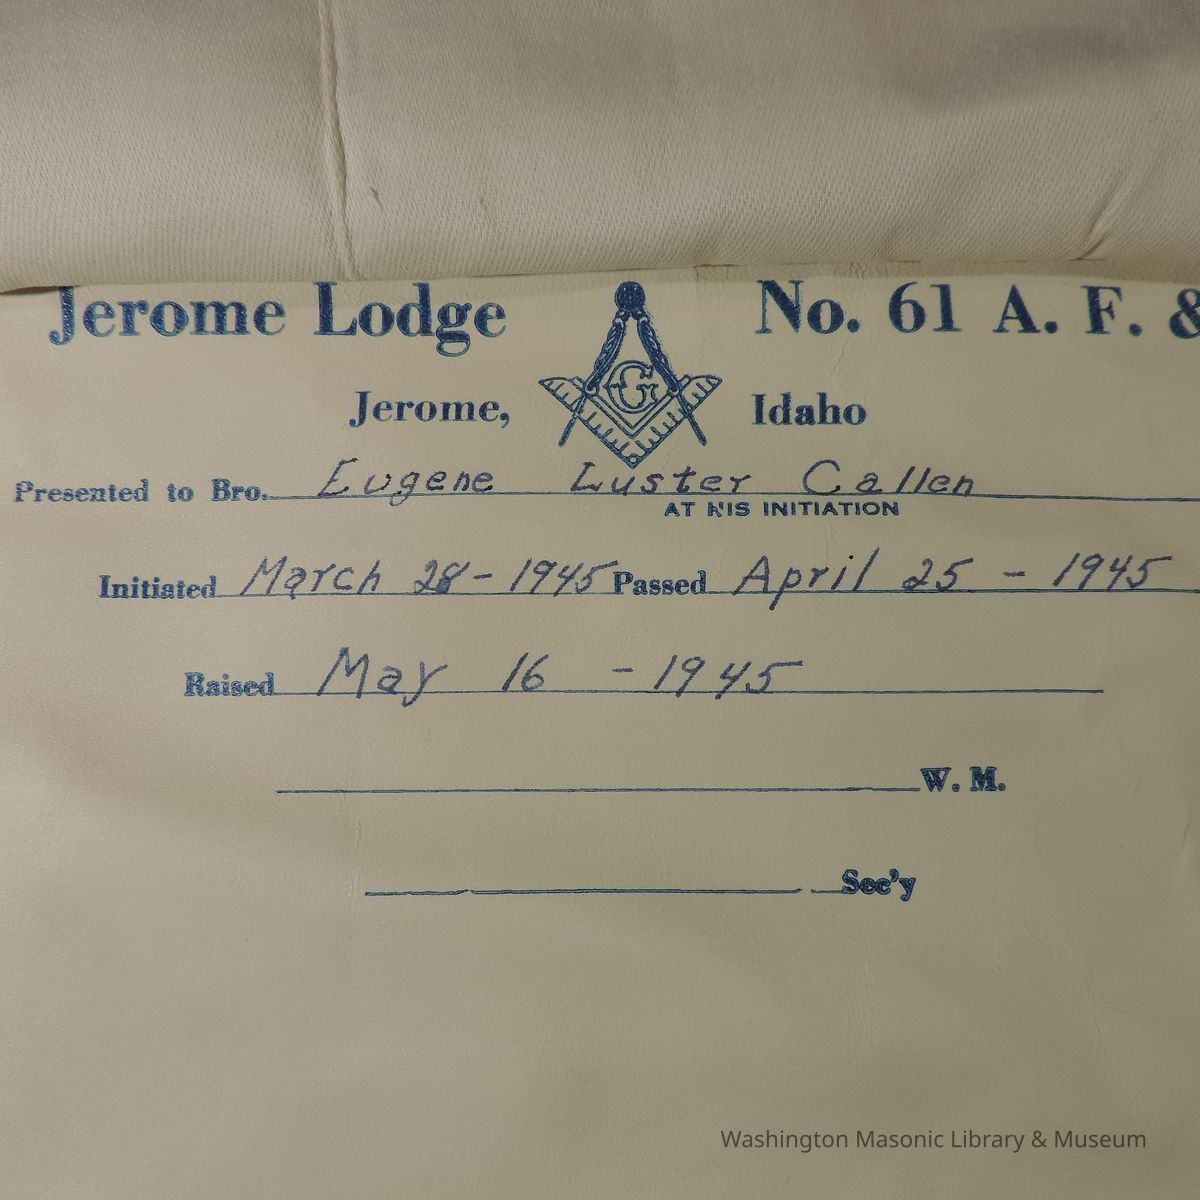 Jerome Lodge G No. 61 A. F. &
Jerome, Idaho
Presented to Bro. Eugene Luster Callen
AT HIS INITIATION
Initiated March 28 - 1945 Passed April 25 - 1945
Raised May 16 - 1945
W. M.
Sec'y
Washington Masonic Library & Museum